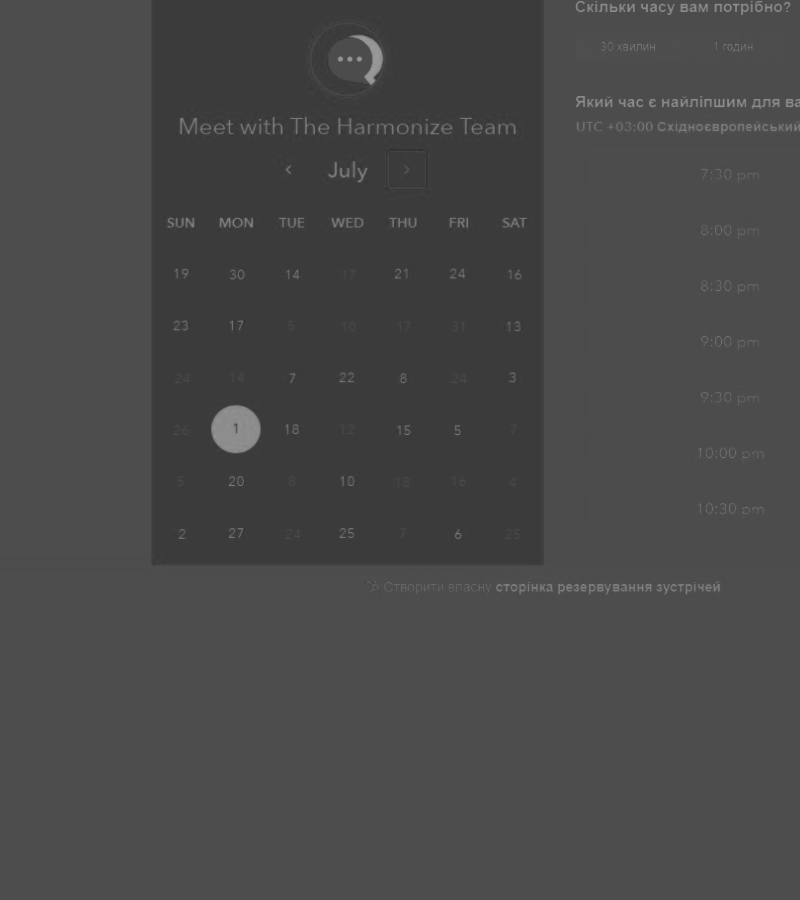 Meet with The Harmonize Team
July
SUN MON TUE WED THU FRI SAT
19 30 14 17 21 24 16
23 17 5 10 17 31 13
24 14 7 22 8 24 3
26 1 18 12 15 5 7
5 20 8 10 18 16 4
2 27 24 25 7 6 25
Скільки часу вам потрібно?
30 хвилин 1 годин
Який час є найліпшим для ва
UTC +03:00 Східноєвропейський
7:30 pm
8:00 pm
8:30 pm
9:00 pm
9:30 pm
10:00 pm
10:30 pm
Створити власну сторінка резервування зустрічей